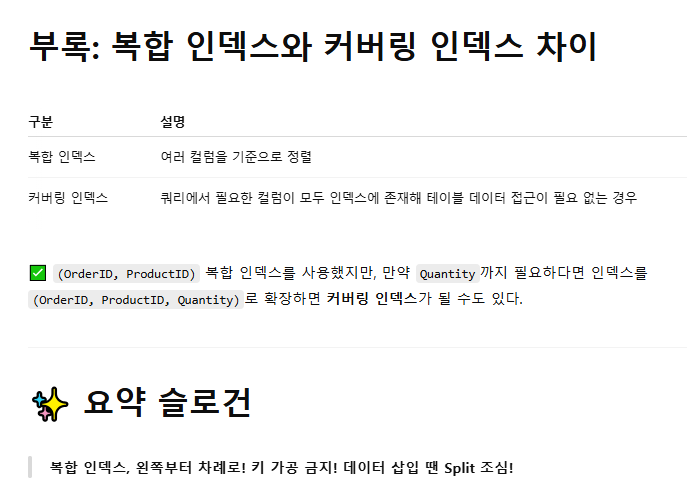 부록: 복합 인덱스와 커버링 인덱스 차이
구분 설명
복합 인덱스 여러 컬럼을 기준으로 정렬
커버링 인덱스 쿼리에서 필요한 컬럼이 모두 인덱스에 존재해 테이블 데이터 접근이 필요 없는 경우
✅ (OrderID, ProductID) 복합 인덱스를 사용했지만, 만약 Quantity까지 필요하다면 인덱스를
(OrderID, ProductID, Quantity)로 확장하면 커버링 인덱스가 될 수도 있다.
✨ 요약 슬로건
복합 인덱스, 왼쪽부터 차례로! 키 가공 금지! 데이터 삽입 땐 Split 조심!